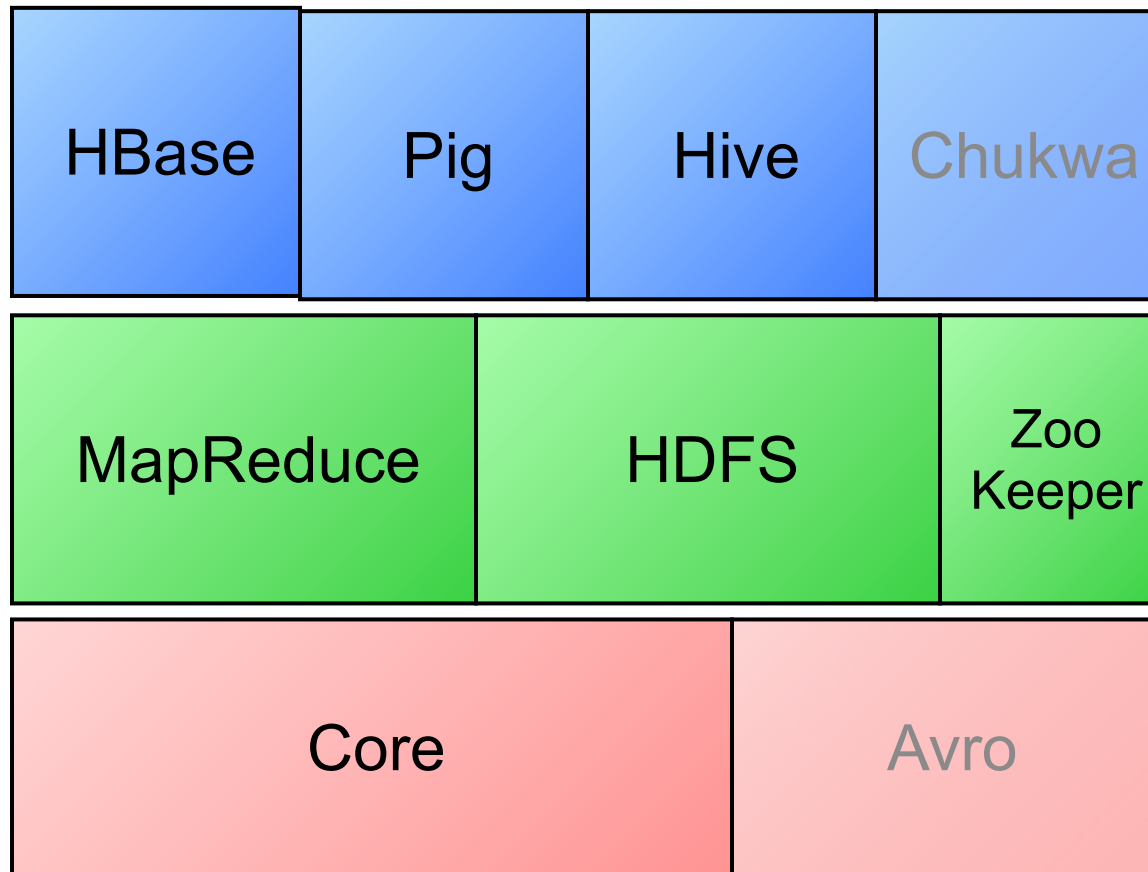 HBase
Pig
Hive
Chukwa
MapReduce
HDFS
Zoo
Keeper
Core
Avro